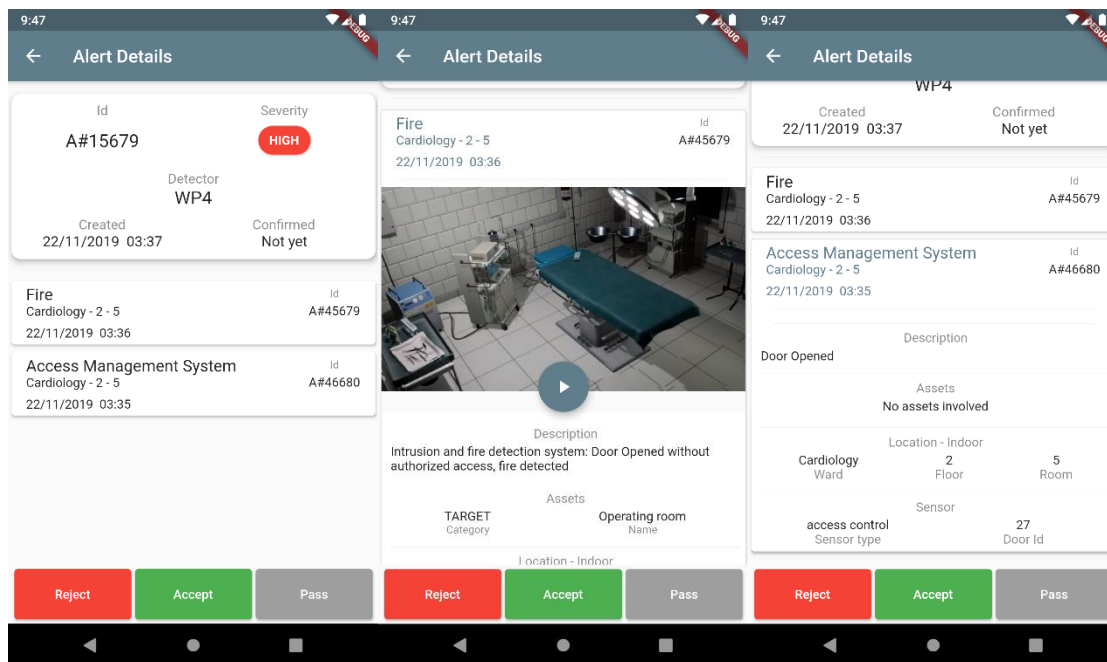 9:47
DEBUG
Alert Details
Id Severity
A#15679 HIGH
Detector
WP4
Created Confirmed
22/11/2019 03:37 Not yet
Fire Id
Cardiology - 2 - 5 A#45679
22/11/2019 03:36
Access Management System Id
Cardiology - 2 - 5 A#46680
22/11/2019 03:35
Reject Accept Pass
9:47
DEBUG
Alert Details
Fire Id
Cardiology - 2 - 5 A#45679
22/11/2019 03:36
Description
Intrusion and fire detection system: Door Opened without
authorized access, fire detected
Assets
TARGET Operating room
Category Name
Location - Indoor
Reject Accept Pass
9:47
DEBUG
Alert Details
WP4
Created Confirmed
22/11/2019 03:37 Not yet
Fire Id
Cardiology - 2 - 5 A#45679
22/11/2019 03:36
Access Management System Id
Cardiology - 2 - 5 A#46680
22/11/2019 03:35
Description
Door Opened
Assets
No assets involved
Location - Indoor
Cardiology 2 5
Ward Floor Room
Sensor
access control 27
Sensor type Door Id
Reject Accept Pass